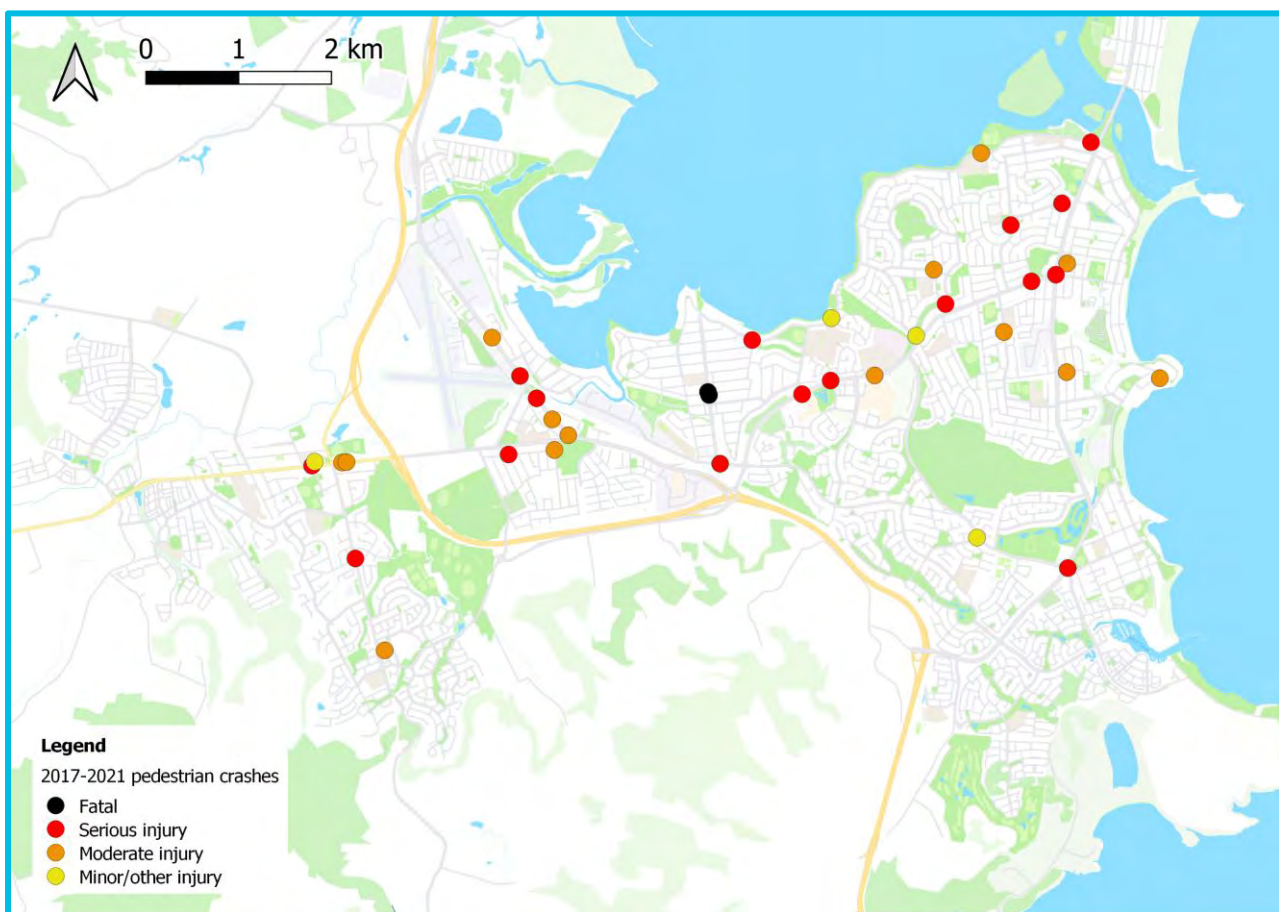 0 1 2 km
Legend
2017-2021 pedestrian crashes
Fatal
Serious injury
Moderate injury
Minor/other injury